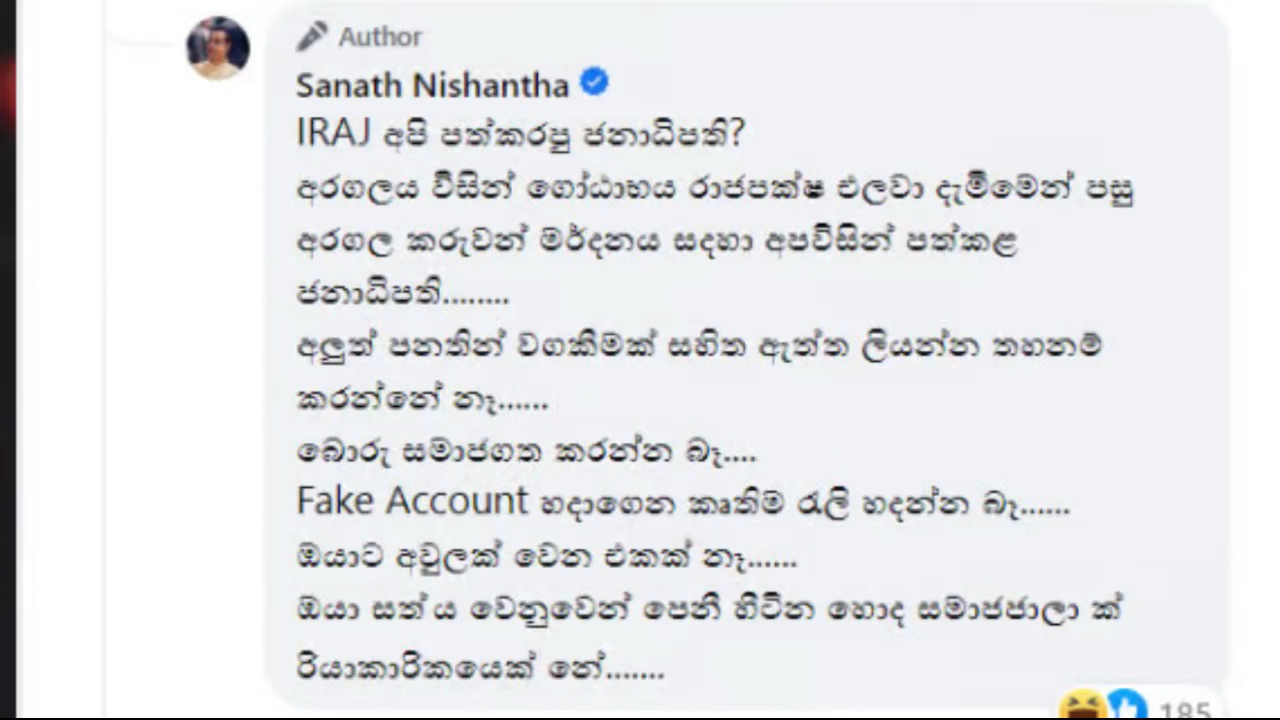 Author
Sanath Nishantha
IRAJ අපි පත්කරපු ජනාධිපති?
අරගලය විසින් ගෝඨාභය රාජපක්ෂ එලවා දැමීමෙන් පසු
අරගල කරුවන් මර්දනය සදහා අපවිසින් පත්කළ
ජනාධිපති........
අලුත් පනතින් වගකීමක් සහිත ඇත්ත ලියන්න තහනම්
කරන්නේ නෑ......
බොරු සමාජගත කරන්න බෑ....
Fake Account හදාගෙන කෘතිම රැලි හදන්න බෑ......
ඔයාට අවුලක් වෙන එකක් නෑ......
ඔයා සත්ය වෙනුවෙන් පෙනී හිටින හොද සමාජජාලා ක්
රියාකාරිකයෙක් නේ.......
185